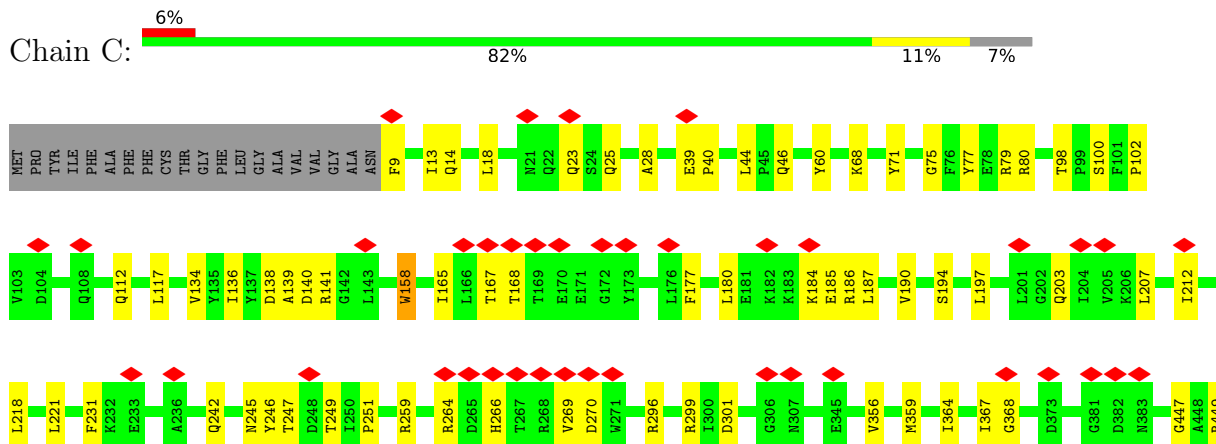 6%
Chain C:
82% 11% 7%
MET PRO TYR ILE PHE ALA PHE PHE CYS THR GLY PHE LEU GLY ALA VAL VAL GLY ALA ASN F9 I13 Q14 L18 N21 Q22 Q23 S24 Q25 A28 E39 P40 L44 P45 Q46 Y60 K68 Y71 G75 F76 Y77 E78 R79 R80 T98 P99 S100 F101 P102
V103 D104 Q108 Q112 L117 V134 Y135 I136 Y137 D138 A139 D140 R141 G142 L143 W158 I165 L166 T167 T168 T169 E170 E171 G172 Y173 L176 F177 L180 E181 K182 K183 K184 E185 R186 L187 V190 S194 L197 L201 G202 Q203 I204 V205 K206 L207 I212
L218 L221 F231 K232 E233 A236 Q242 N245 Y246 T247 D248 T249 I250 P251 R259 R264 D265 H266 T267 R268 V269 D270 W271 R296 R299 I300 D301 G306 N307 E345 V356 M359 I364 I367 G368 D373 G381 D382 N383 G447 A448